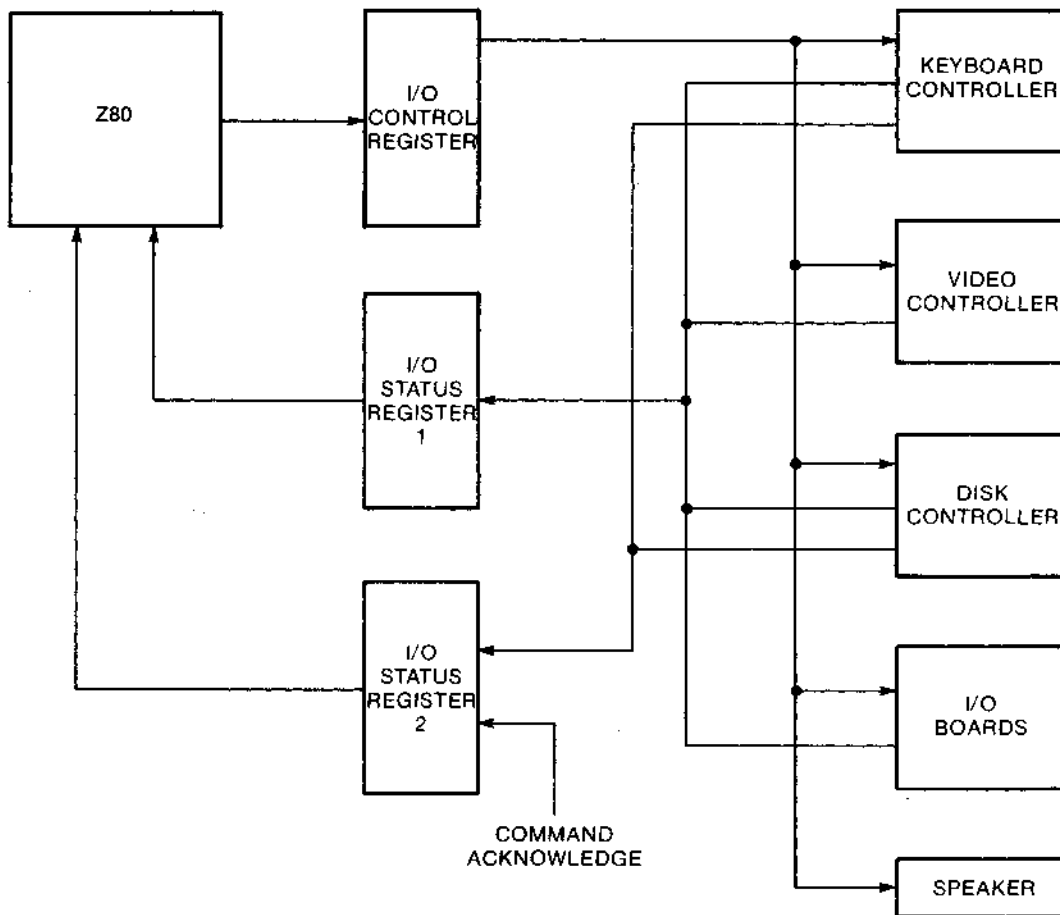 Z80
I/O
CONTROL
REGISTER
KEYBOARD
CONTROLLER
VIDEO
CONTROLLER
I/O
STATUS
REGISTER
1
DISK
CONTROLLER
I/O
STATUS
REGISTER
2
I/O
BOARDS
COMMAND
ACKNOWLEDGE
SPEAKER